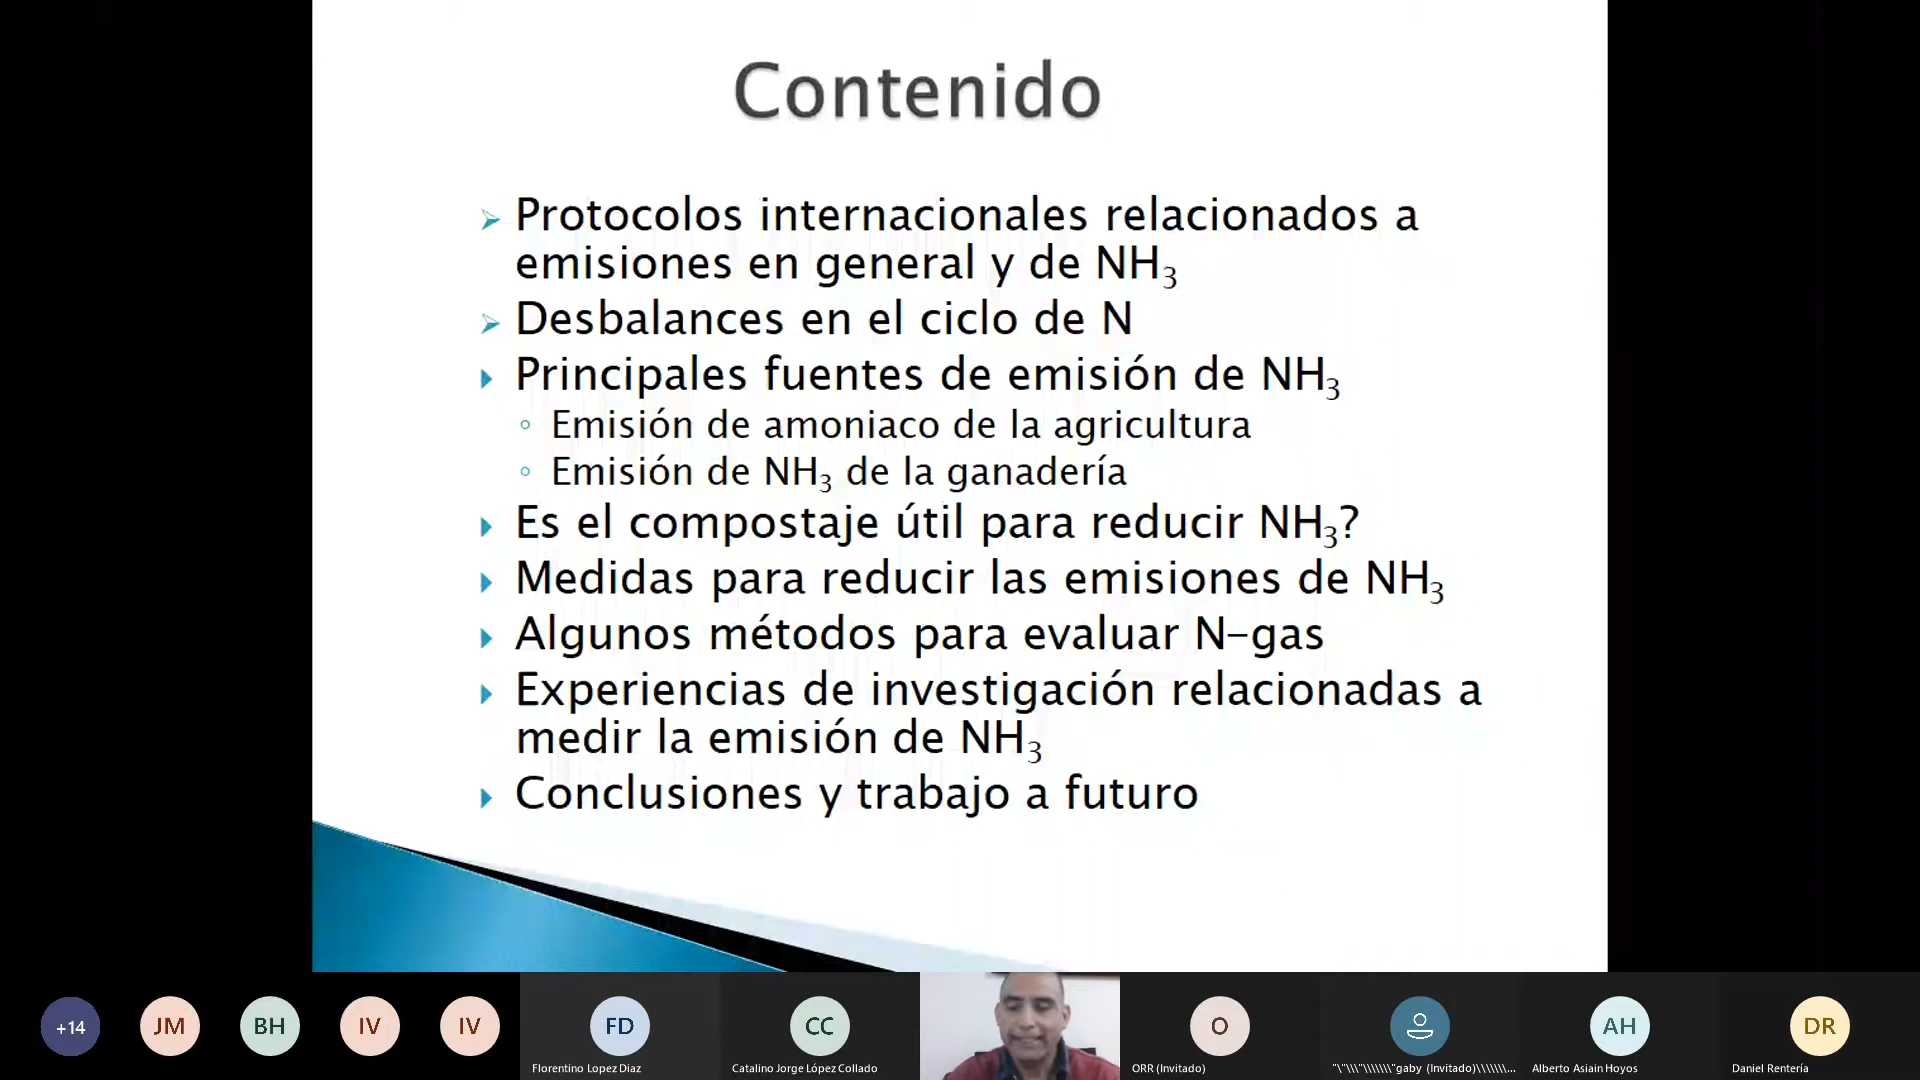 Contenido
Protocolos internacionales relacionados a
emisiones en general y de NH₃
Desbalances en el ciclo de N
Principales fuentes de emisión de NH₃
Emisión de amoniaco de la agricultura
Emisión de NH₃ de la ganadería
Es el compostaje útil para reducir NH₃?
Medidas para reducir las emisiones de NH₃
Algunos métodos para evaluar N-gas
Experiencias de investigación relacionadas a
medir la emisión de NH₃
Conclusiones y trabajo a futuro
+14
JM
BH
IV
IV
FD
CC
O
AH
DR
Florentino Lopez Diaz
Catalino Jorge López Collado
ORR (Invitado)
"\"\\\"\\\\\\\"gaby (Invitado)\\\\\\\...
Alberto Asiain Hoyos
Daniel Rentería